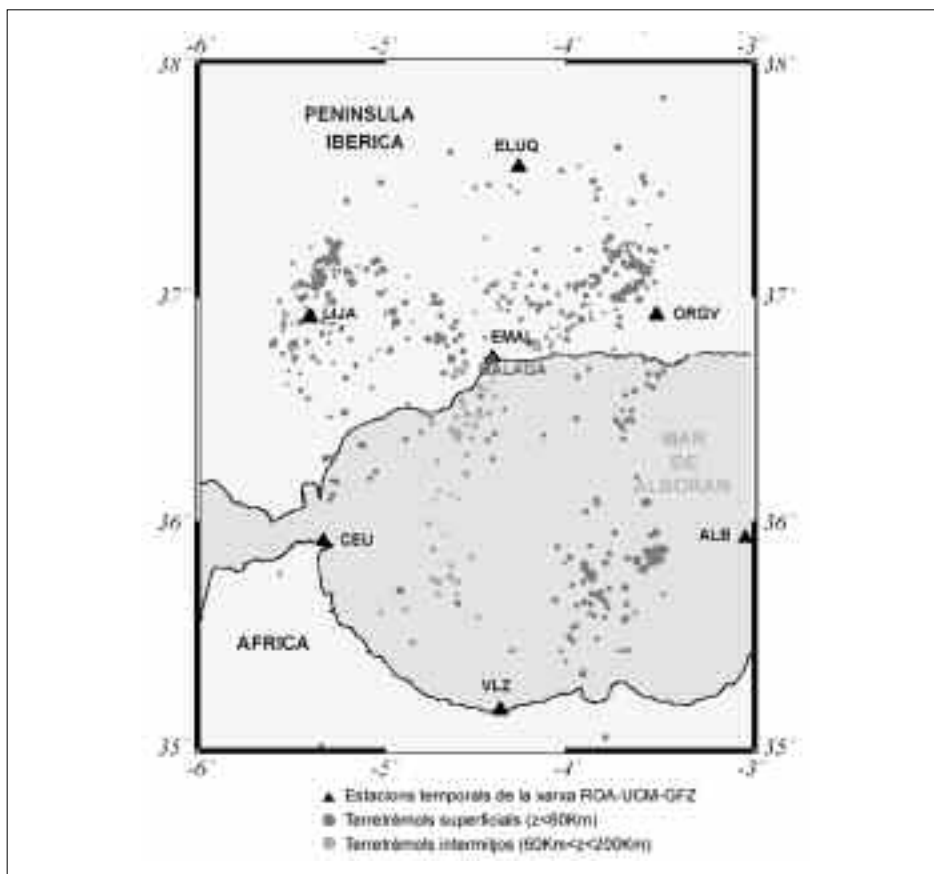 -6° -5° -4° -3°
38° 38°
PENINSULA
IBERICA
ELUQ
37° 37°
LIJA
ORGV
EMAL
MALAGA
MAR
DE
ALBORAN
36° 36°
CEU
ALB
AFRICA
VLZ
35° 35°
-6° -5° -4° -3°
Estacions temporals de la xarxa ROA-UCM-GFZ
Terretrèmols superficials (z<60Km)
Terretrèmols intermitjos (60Km<z<200Km)